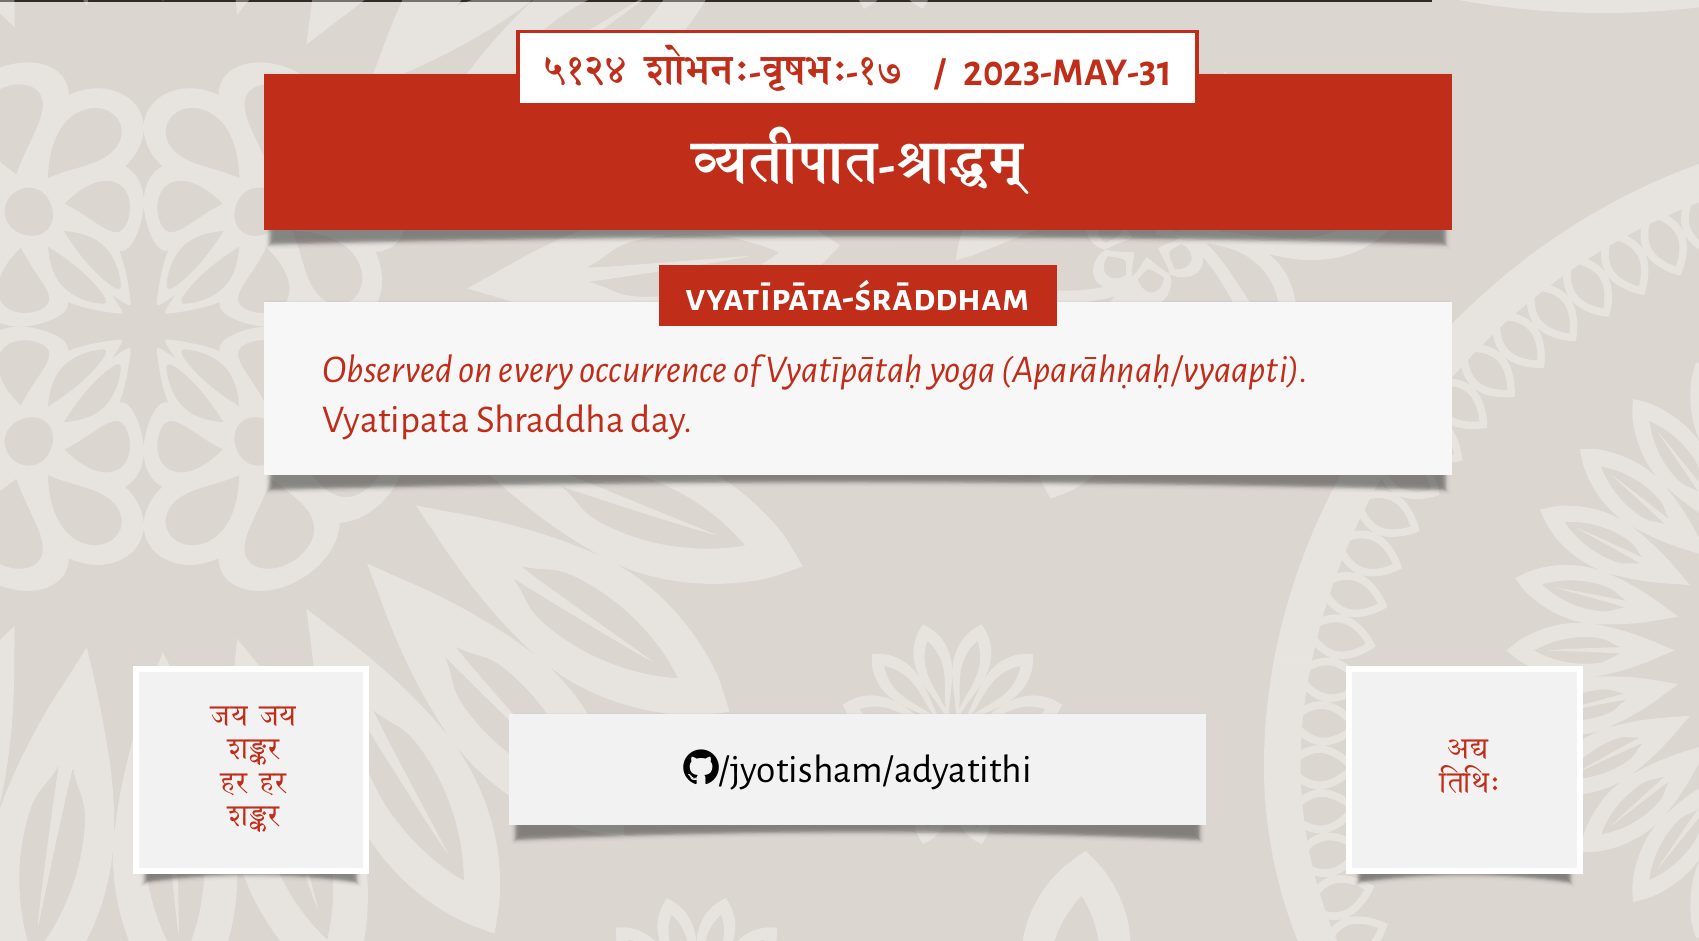 ५१२४ शोभनः-वृषभः-१७ / 2023-MAY-31
व्यतीपात-श्राद्धम्
VYATĪPĀTA-ŚRĀDDHAM
Observed on every occurrence of Vyatīpātaḥ yoga (Aparāhṇaḥ/vyaapti).
Vyatipata Shraddha day.
जय जय
शङ्कर
हर हर
शङ्कर
/jyotisham/adyatithi
अद्य
तिथिः